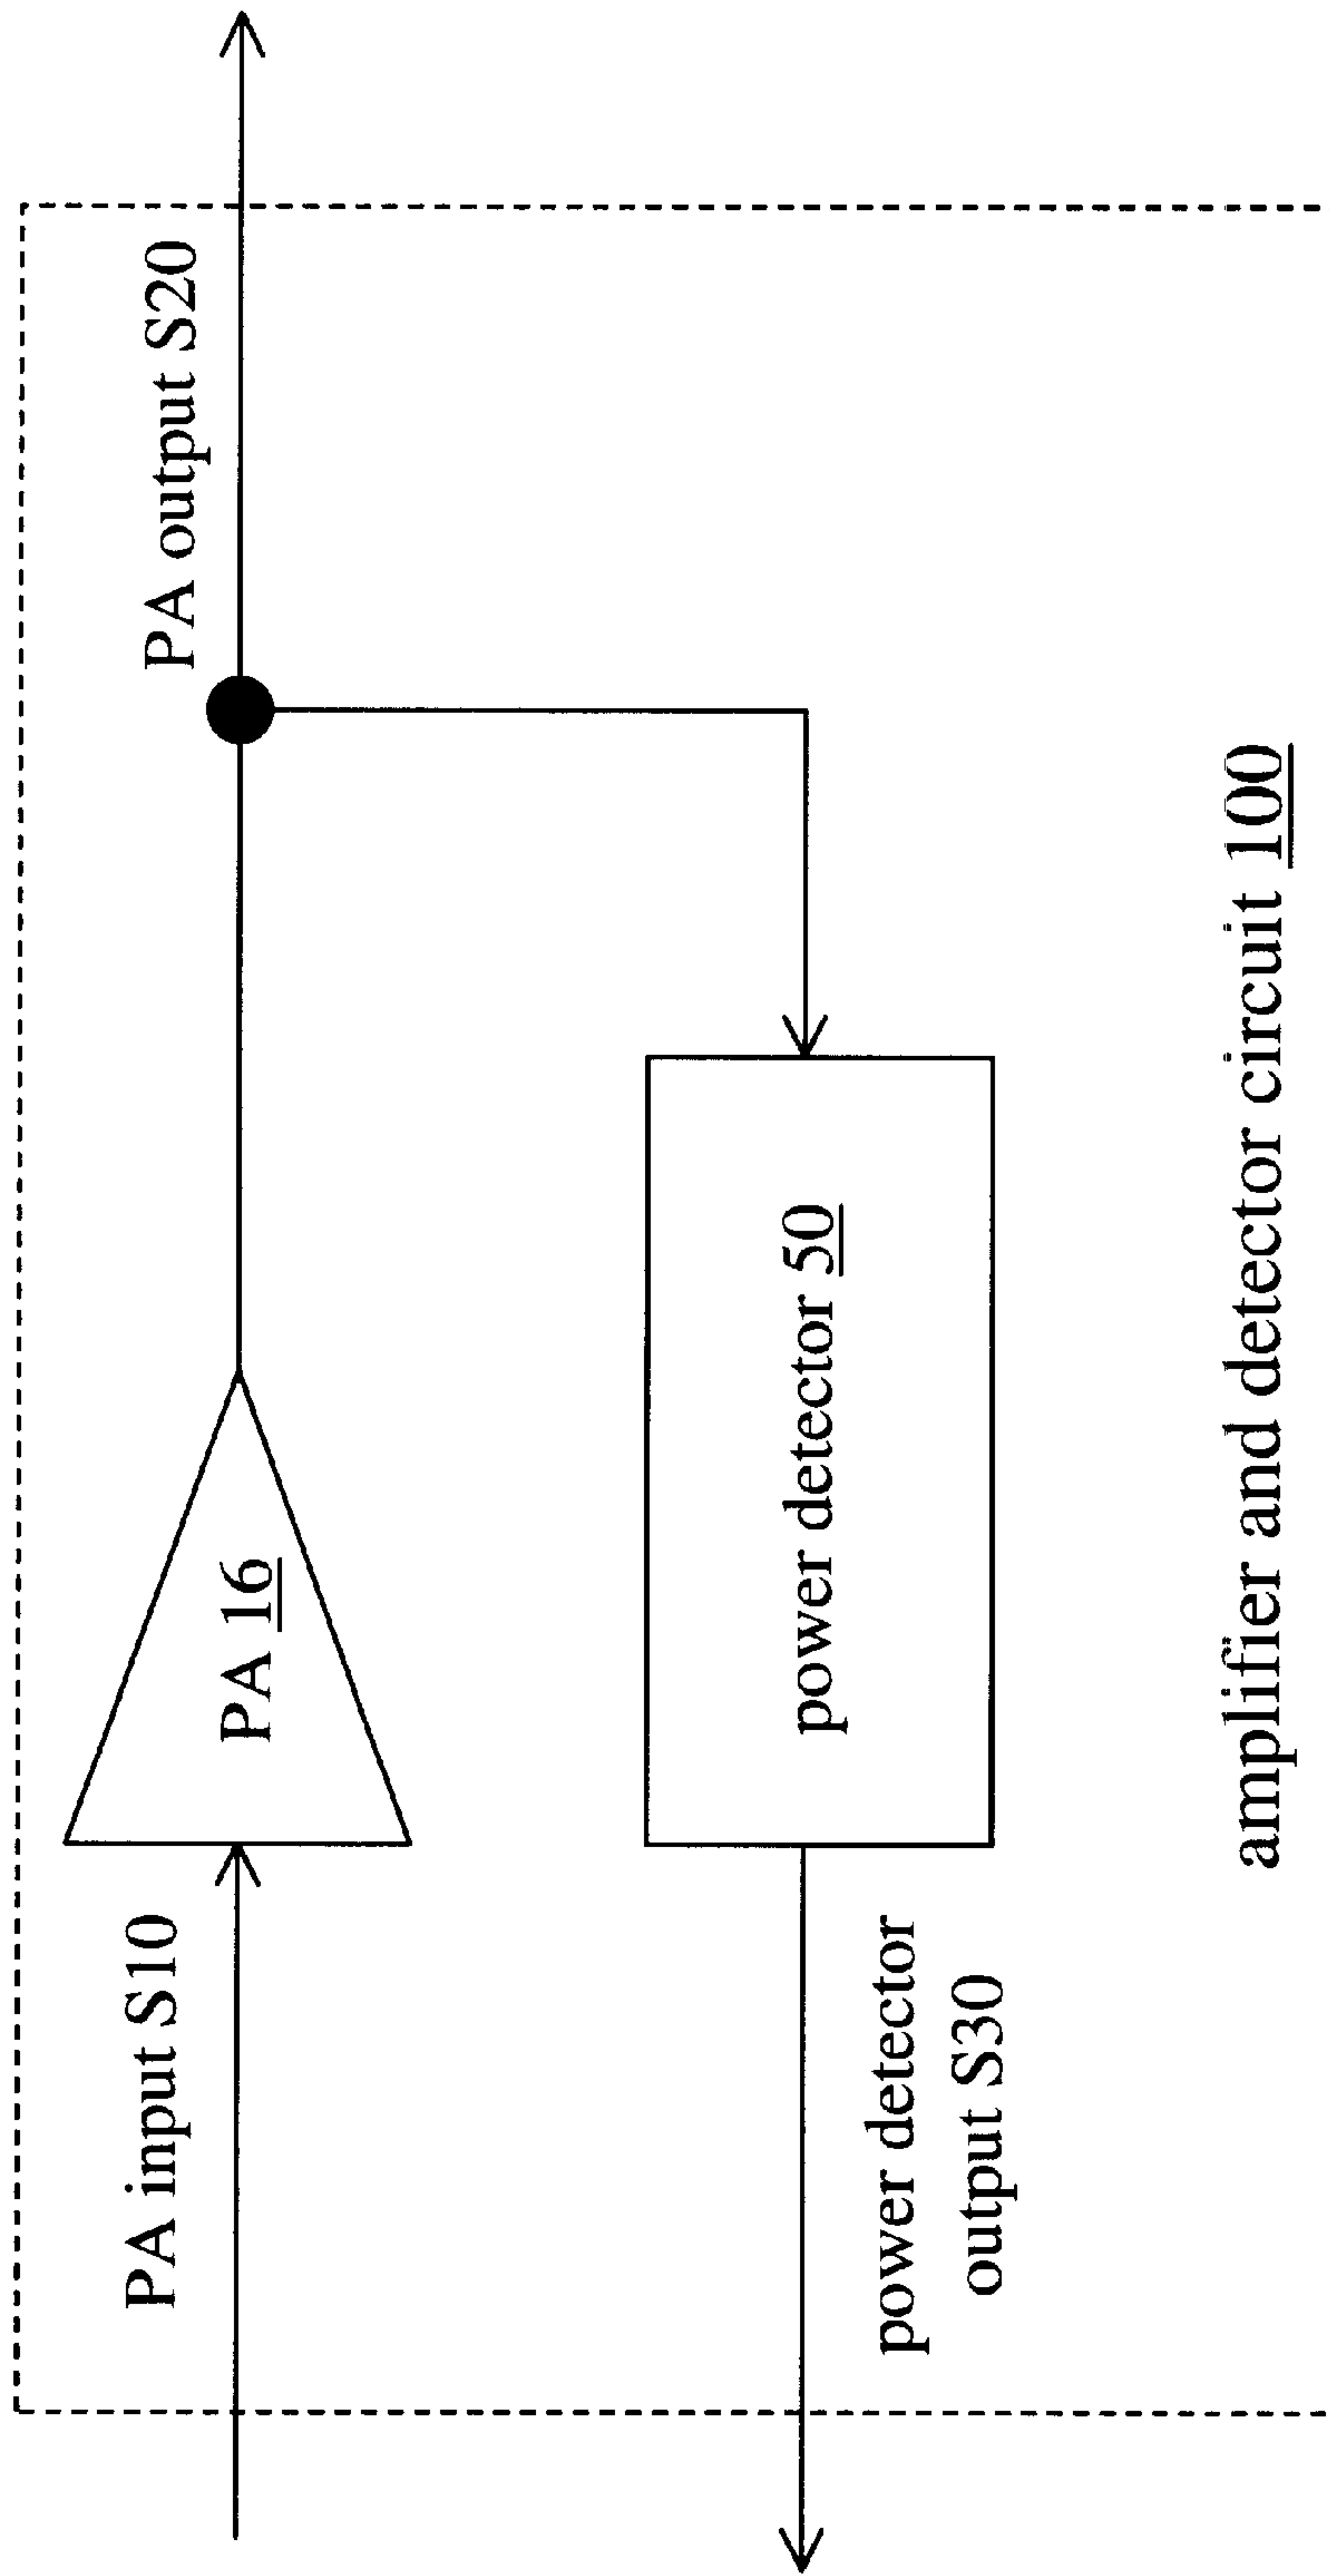 PA input S10
PA 16
PA output S20
power detector 50
power detector
output S30
amplifier and detector circuit 100